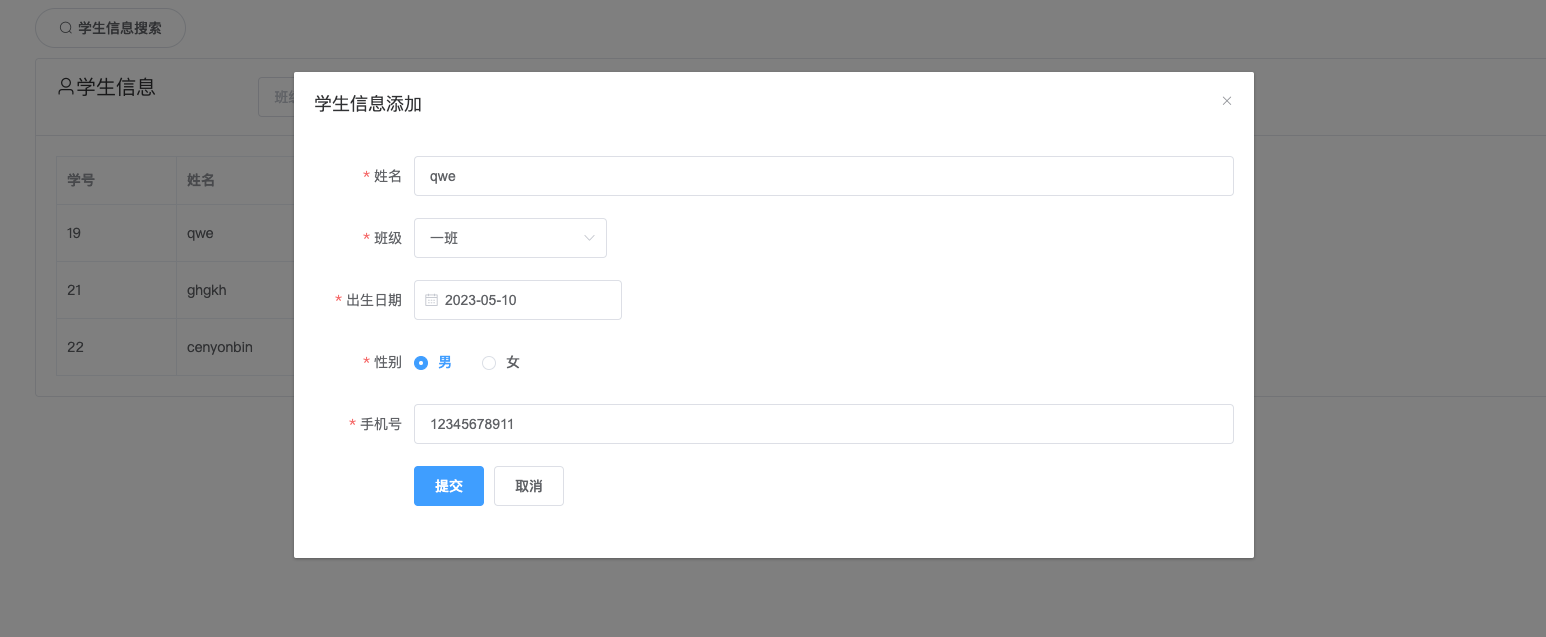 学生信息搜索
学生信息
班级
学生信息添加
学号 姓名
19 qwe
21 ghgkh
22 cenyonbin
* 姓名 qwe
* 班级 一班
* 出生日期 2023-05-10
* 性别 男 女
* 手机号 12345678911
提交 取消